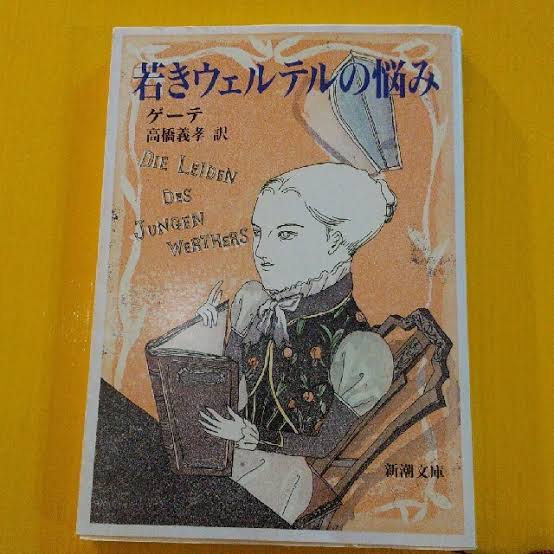 若きウェルテルの悩み
ゲーテ
高橋義孝 訳
DIE LEIDEN
DES
JUNGEN
WERTHERS
新潮文庫